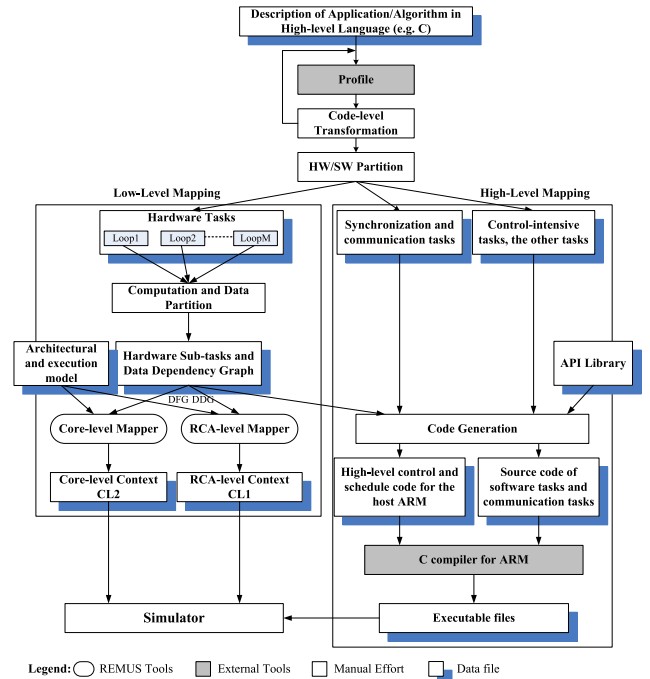 Description of Application/Algorithm in
High-level Language (e.g. C)
Profile
Code-level
Transformation
HW/SW Partition
Low-Level Mapping
High-Level Mapping
Hardware Tasks
Loop1
Loop2
LoopM
Synchronization and
communication tasks
Control-intensive
tasks, the other tasks
Computation and Data
Partition
Architectural
and execution
model
Hardware Sub-tasks and
Data Dependency Graph
API Library
DFG DDG
Core-level Mapper
RCA-level Mapper
Code Generation
Core-level Context
CL2
RCA-level Context
CL1
High-level control and
schedule code for the
host ARM
Source code of
software tasks and
communication tasks
C compiler for ARM
Simulator
Executable files
Legend: REMUS Tools External Tools Manual Effort Data file